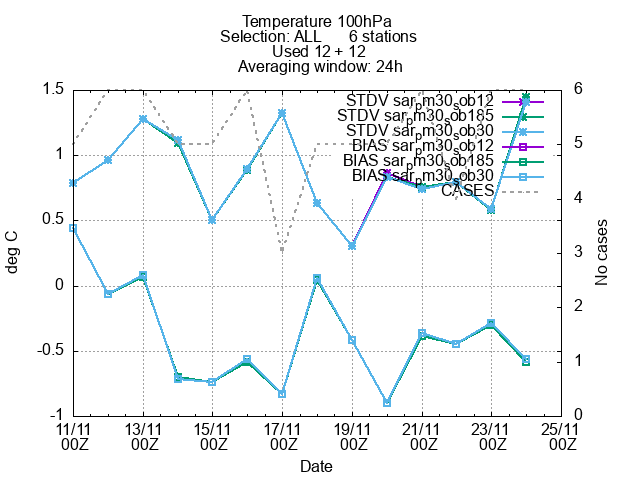 Temperature 100hPa
Selection: ALL 6 stations
Used 12 + 12
Averaging window: 24h
1.5
1
0.5
0
-0.5
-1
deg C
6
5
4
3
2
1
0
No cases
STDV sar_pm30_sob12
STDV sar_pm30_sob185
STDV sar_pm30_sob30
BIAS sar_pm30_sob12
BIAS sar_pm30_sob185
BIAS sar_pm30_sob30
CASES
11/11 13/11 15/11 17/11 19/11 21/11 23/11 25/11
00Z 00Z 00Z 00Z 00Z 00Z 00Z 00Z
Date